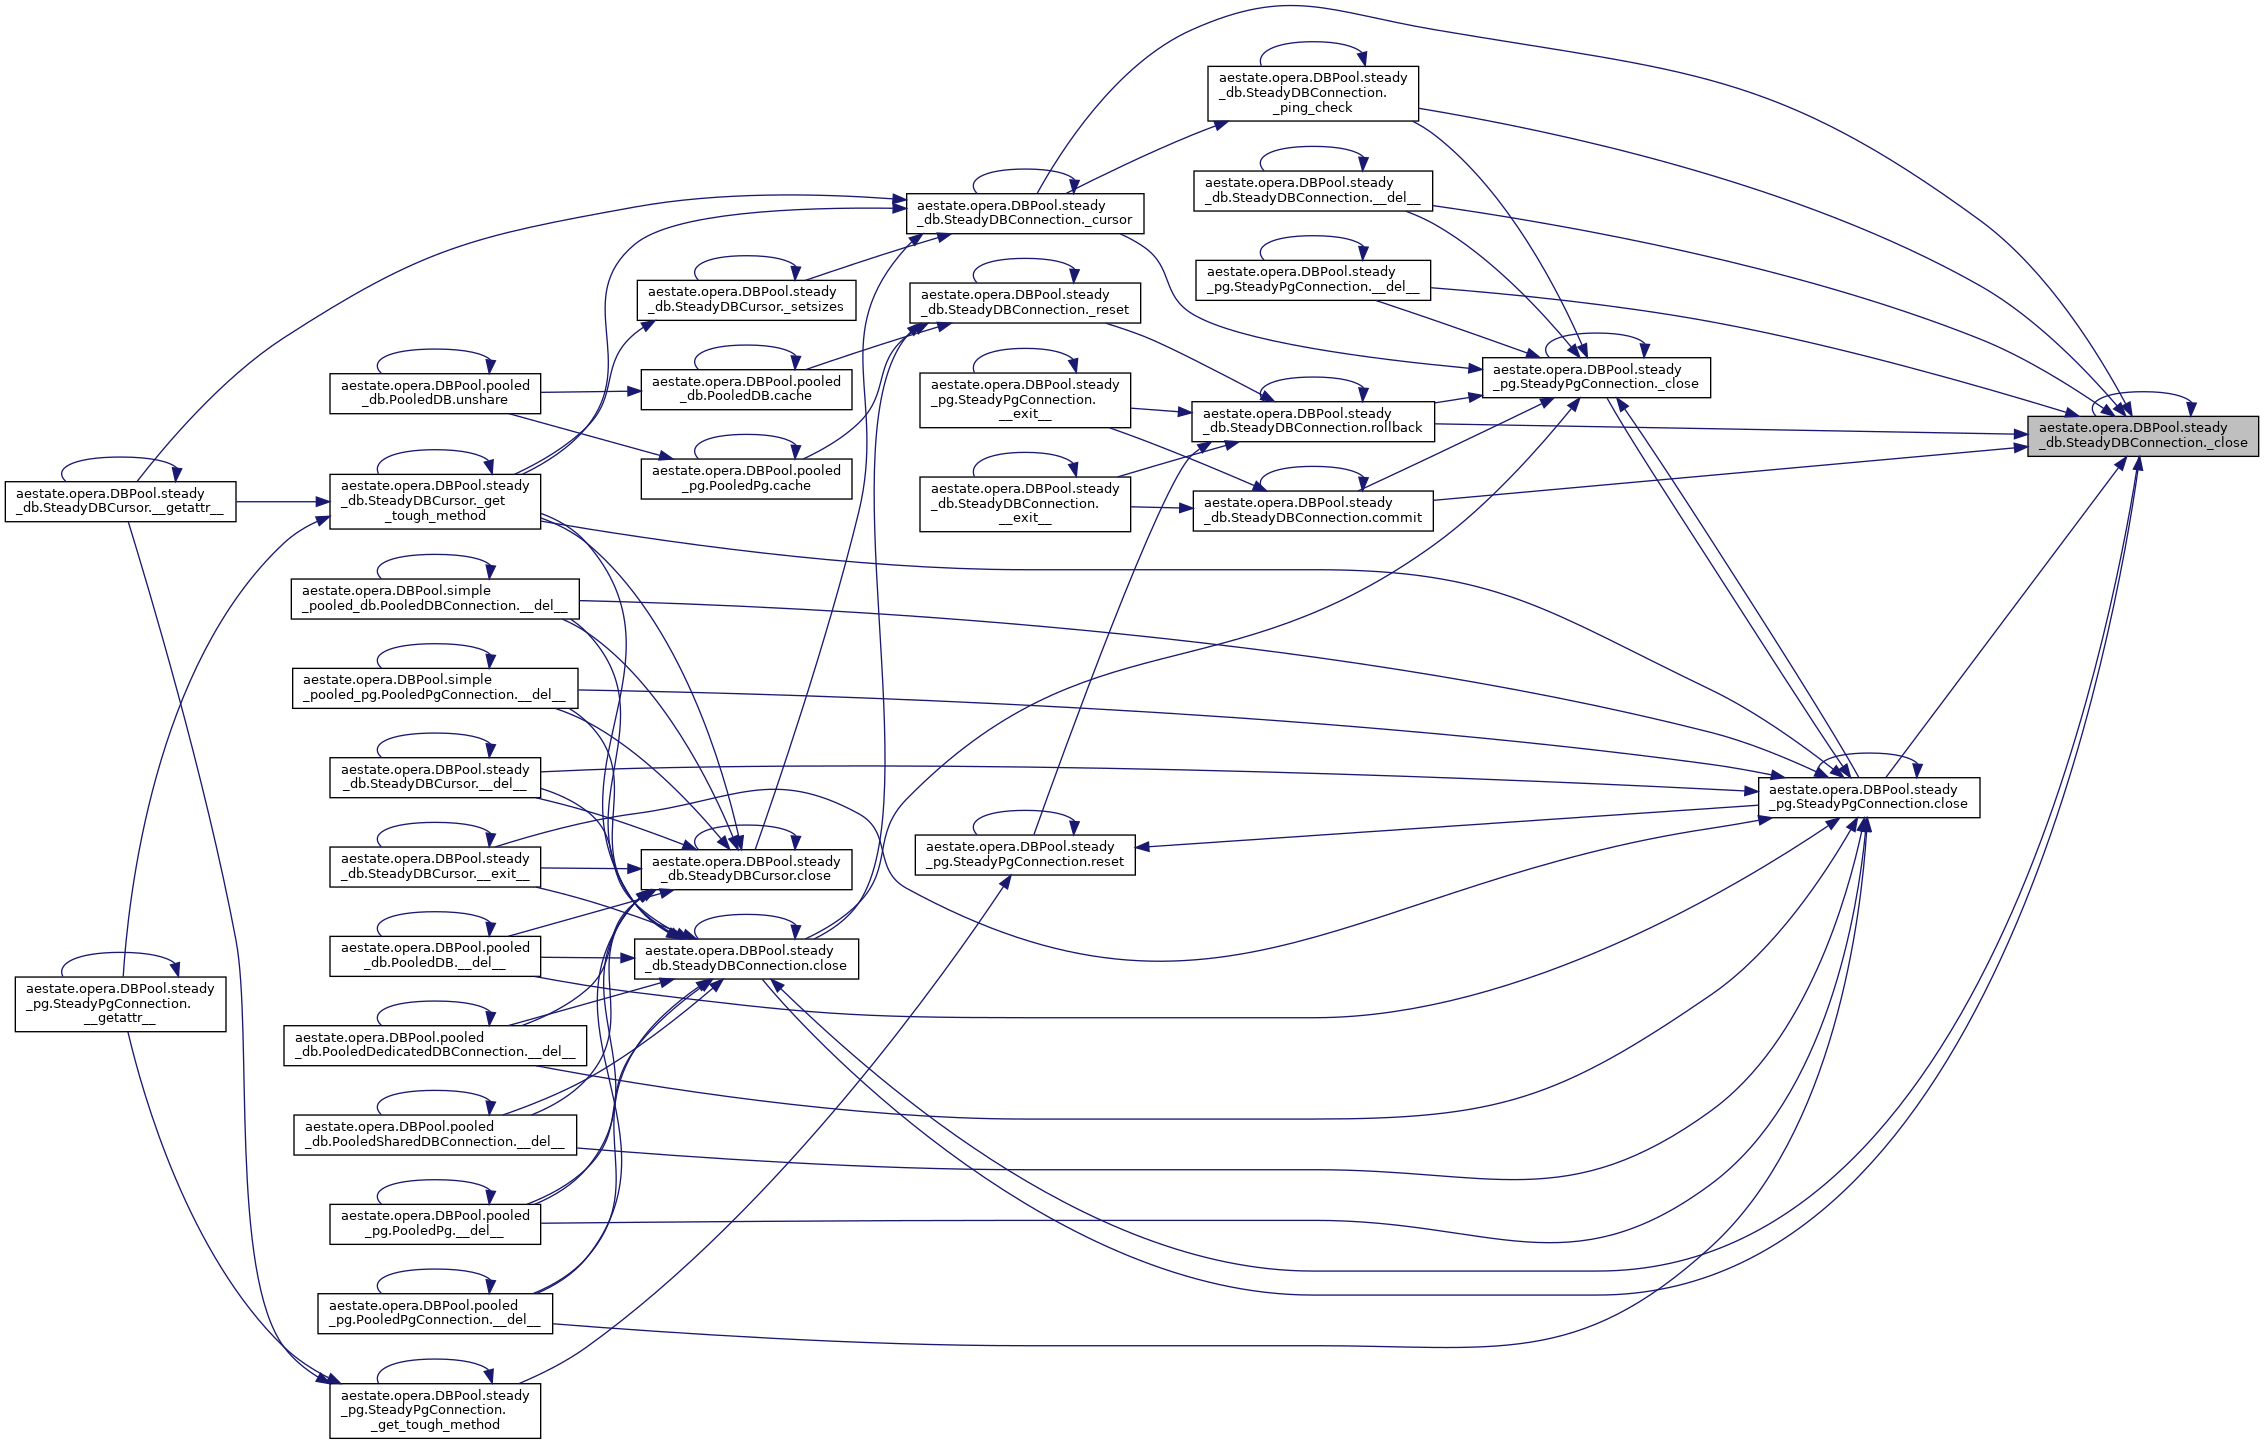 aestate.opera.DBPool.steady
_db.SteadyDBConnection.
_ping_check
aestate.opera.DBPool.steady
_db.SteadyDBConnection.__del__
aestate.opera.DBPool.steady
_db.SteadyDBConnection._cursor
aestate.opera.DBPool.steady
_pg.SteadyPgConnection.__del__
aestate.opera.DBPool.steady
_db.SteadyDBCursor._setsizes
aestate.opera.DBPool.steady
_db.SteadyDBConnection._reset
aestate.opera.DBPool.steady
_pg.SteadyPgConnection._close
aestate.opera.DBPool.pooled
_db.PooledDB.unshare
aestate.opera.DBPool.pooled
_db.PooledDB.cache
aestate.opera.DBPool.steady
_pg.SteadyPgConnection.
__exit__
aestate.opera.DBPool.steady
_db.SteadyDBConnection.rollback
aestate.opera.DBPool.steady
_db.SteadyDBConnection._close
aestate.opera.DBPool.pooled
_pg.PooledPg.cache
aestate.opera.DBPool.steady
_db.SteadyDBCursor.__getattr__
aestate.opera.DBPool.steady
_db.SteadyDBCursor._get
_tough_method
aestate.opera.DBPool.steady
_db.SteadyDBConnection.
__exit__
aestate.opera.DBPool.steady
_db.SteadyDBConnection.commit
aestate.opera.DBPool.simple
_pooled_db.PooledDBConnection.__del__
aestate.opera.DBPool.simple
_pooled_pg.PooledPgConnection.__del__
aestate.opera.DBPool.steady
_db.SteadyDBCursor.__del__
aestate.opera.DBPool.steady
_pg.SteadyPgConnection.close
aestate.opera.DBPool.steady
_db.SteadyDBCursor.__exit__
aestate.opera.DBPool.steady
_db.SteadyDBCursor.close
aestate.opera.DBPool.steady
_pg.SteadyPgConnection.reset
aestate.opera.DBPool.pooled
_db.PooledDB.__del__
aestate.opera.DBPool.steady
_db.SteadyDBConnection.close
aestate.opera.DBPool.steady
_pg.SteadyPgConnection.
__getattr__
aestate.opera.DBPool.pooled
_db.PooledDedicatedDBConnection.__del__
aestate.opera.DBPool.pooled
_db.PooledSharedDBConnection.__del__
aestate.opera.DBPool.pooled
_pg.PooledPg.__del__
aestate.opera.DBPool.pooled
_pg.PooledPgConnection.__del__
aestate.opera.DBPool.steady
_pg.SteadyPgConnection.
_get_tough_method